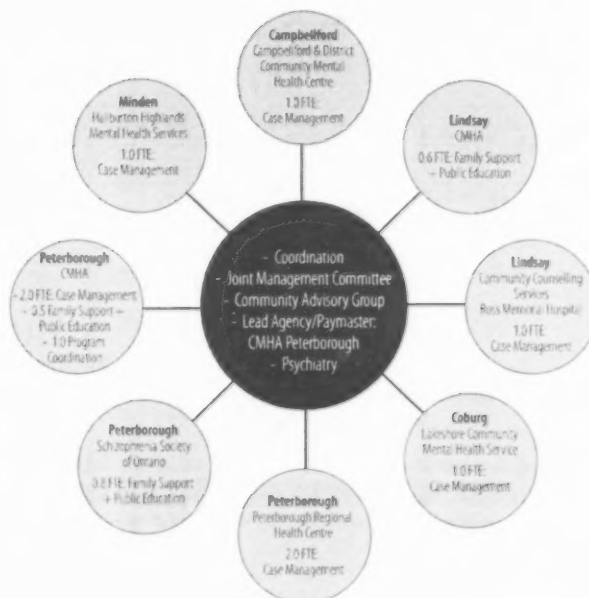 Campbellford
Campbellford & District
Community Mental
Health Centre
1.0 FTE:
Case Management
Lindsay
CMHA
0.6 FTE: Family Support
+ Public Education
Lindsay
Community Counselling
Services
Ross Memorial Hospital
1.0 FTE:
Case Management
Coburg
Lakeshore Community
Mental Health Service
1.0 FTE:
Case Management
Peterborough
Peterborough Regional
Health Centre
2.0 FTE:
Case Management
Peterborough
Schizophrenia Society
of Ontario
0.8 FTE: Family Support
+ Public Education
Peterborough
CMHA
- 2.0 FTE: Case Management
- 0.5 Family Support +
Public Education
- 1.0 Program
Coordination
Minden
Haliburton Highlands
Mental Health Services
1.0 FTE:
Case Management
- Coordination
- Joint Management Committee
- Community Advisory Group
- Lead Agency/Paymaster:
CMHA Peterborough
- Psychiatry